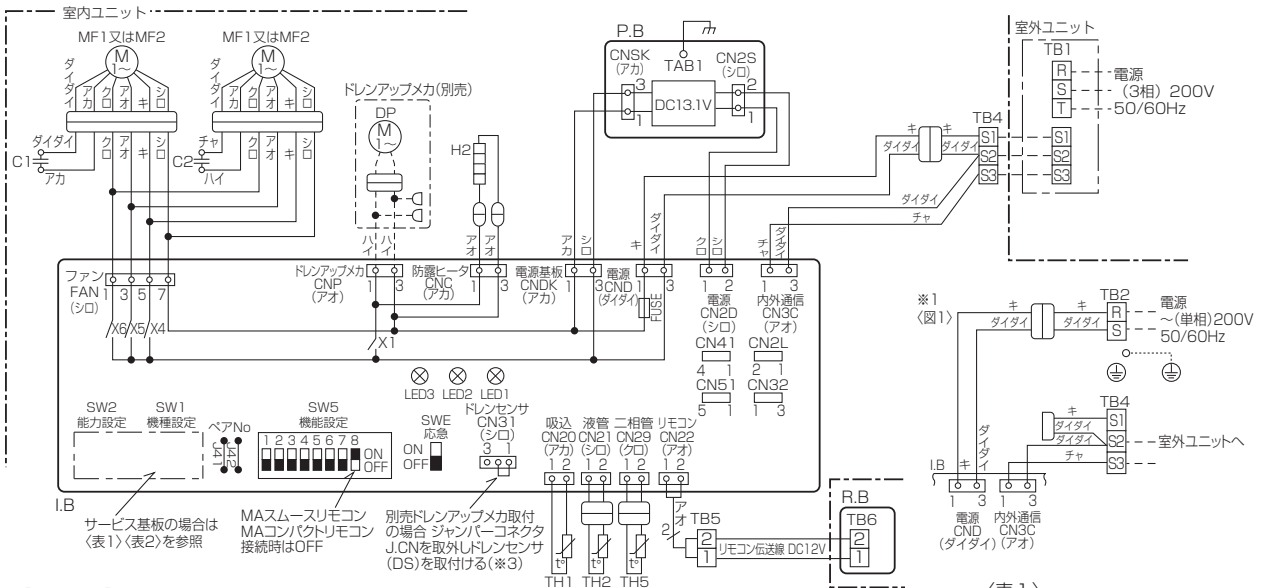 室内ユニット
MF1又はMF2
M
1～
ダイダイ
アカ
クロ
アオ
キ
シロ
ダイダイ
C1
アカ
クロ
アオ
キ
シロ
MF1又はMF2
M
1～
ダイダイ
アカ
クロ
アオ
キ
シロ
チャ
C2
ハイ
クロ
アオ
キ
シロ
ドレンアップメカ(別売)
DP
M
1～
ハイ
ハイ
H2
アオ
アオ
P.B
CNSK
(アカ)
TAB1
CN2S
(シロ)
3
1
DC13.1V
2
1
アカ
シロ
キ
ダイダイ
クロ
シロ
チャ
ダイダイ
キ
キ
ダイダイ
ダイダイ
ダイダイ
チャ
TB4
S1
S2
S3
室外ユニット
TB1
R
S
T
電源
(3相) 200V
50/60Hz
S1
S2
S3
ファン
FAN
(シロ)
1 3 5 7
X6 X5 X4
ドレンアップメカ
CNP
(アオ)
1 3
X1
防露ヒータ
CNC
(アカ)
1 3
電源基板
CNDK
(アカ)
1 3
電源
CND
(ダイダイ)
1 3
FUSE
1 2
電源
CN2D
(シロ)
1 3
内外通信
CN3C
(アオ)
CN41
4 1
CN2L
2 1
CN51
5 1
CN32
1 3
LED3 LED2 LED1
SW2
能力設定
SW1
機種設定
ペアNo
J41
J42
SW5
機能設定
1 2 3 4 5 6 7 8
ON
OFF
SWE
応急
ON
OFF
ドレンセンサ
CN31
(シロ)
3 1
吸込
CN20
(アカ)
1 2
液管
CN21
(シロ)
1 2
二相管
CN29
(クロ)
1 2
リモコン
CN22
(アオ)
1 2
I.B
サービス基板の場合は
〈表1〉〈表2〉を参照
MAスムースリモコン
MAコンパクトリモコン
接続時はOFF
別売ドレンアップメカ取付
の場合 ジャンパーコネクタ
J.CNを取外しドレンセンサ
(DS)を取付ける(※3)
t°
TH1
t°
TH2
t°
TH5
アオ
2
TB5
2
1
リモコン伝送線 DC12V
R.B
TB6
2
1
※1
〈図1〉
キ
キ
ダイダイ
ダイダイ
TB2
R
S
電源
～(単相)200V
50/60Hz
TB4
キ
ダイダイ
ダイダイ
チャ
S1
S2
S3
室外ユニットへ
I.B
キ
ダイダイ
1 3
電源
CND
(ダイダイ)
1 3
内外通信
CN3C
(アオ)